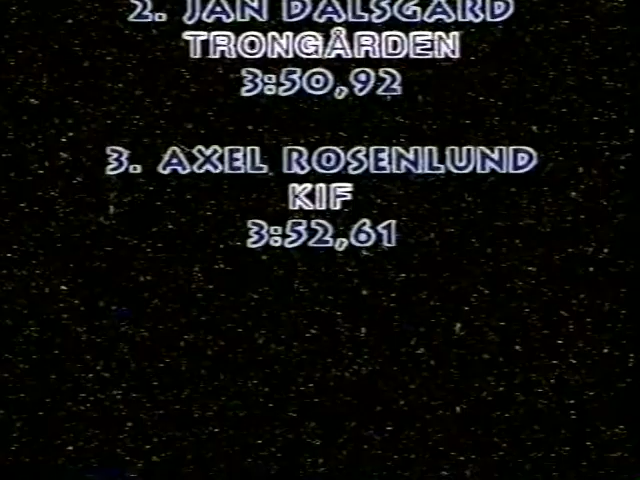 2. JAN DALSGARD
TRONGÅRDEN
3:50,92
3. AXEL ROSENLUND
KIF
3:52,61